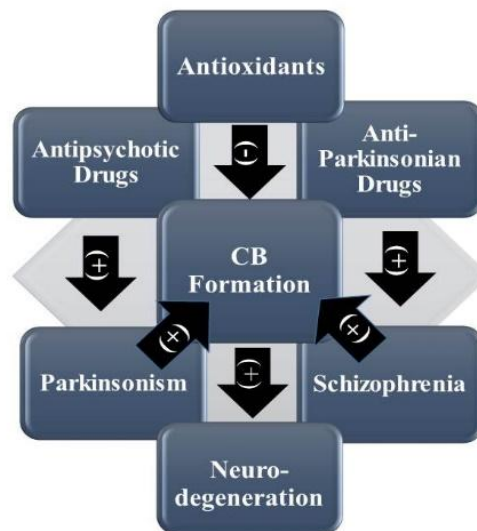 Antioxidants
Antipsychotic
Drugs
Anti-
Parkinsonian
Drugs
(-)
(+)
(+)
CB
Formation
(+)
(+)
(+)
Parkinsonism
Schizophrenia
Neuro-
degeneration